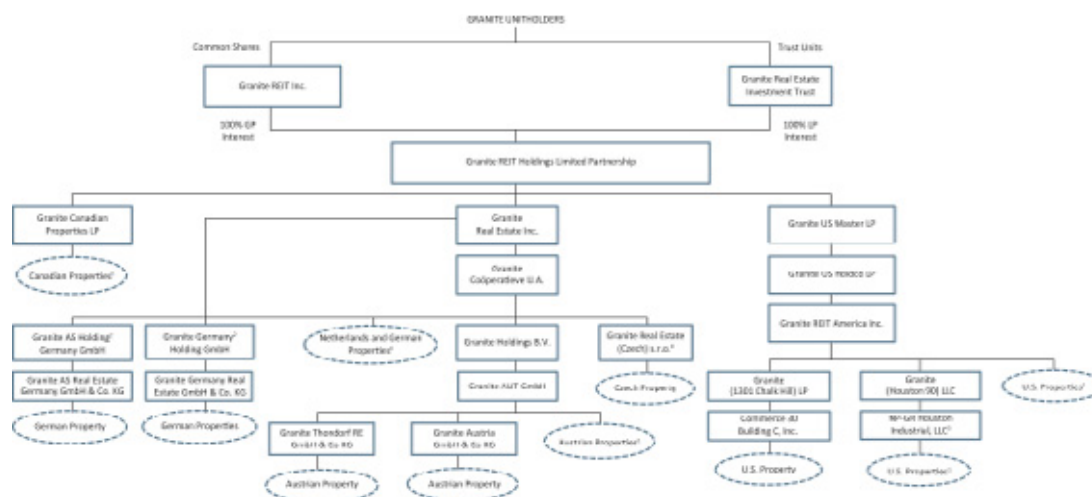 GRANITE UNITHOLDERS
Common Shares
Trust Units
Granite REIT Inc.
Granite Real Estate
Investment Trust
100% GP
Interest
100% LP
Interest
Granite REIT Holdings Limited Partnership
Granite Canadian
Properties LP
Granite
Real Estate Inc.
Granite US Master LP
Canadian Properties
Granite
Coöperatieve U.A.
Granite US Holdco LP
Granite AS Holding
Germany GmbH
Granite Germany
Holding GmbH
Netherlands and German
Properties
Granite Holdings B.V.
Granite Real Estate
(Czech) s.r.o.
Granite REIT America Inc.
Granite AS Real Estate
Germany GmbH & Co. KG
Granite Germany Real
Estate GmbH & Co. KG
Granite AUT GmbH
Czech Property
Granite
(1301 Chalk Hill) LP
Granite
(Houston 90) LLC
U.S. Properties
German Property
German Properties
Granite Thondorf RE
GmbH & Co KG
Granite Austria
GmbH & Co KG
Austrian Properties
Commerce 30
Building C, Inc.
NP-GR Houston
Industrial, LLC
Austrian Property
Austrian Property
U.S. Property
U.S. Properties